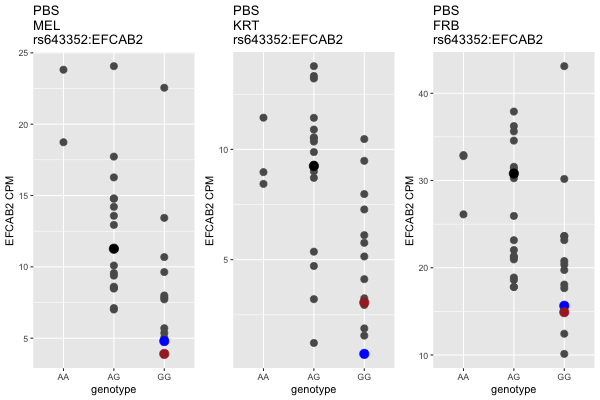 PBS
MEL
rs643352:EFCAB2
EFCAB2 CPM
25
20
15
10
5
AA AG GG
genotype
PBS
KRT
rs643352:EFCAB2
EFCAB2 CPM
10
5
AA AG GG
genotype
PBS
FRB
rs643352:EFCAB2
EFCAB2 CPM
40
30
20
10
AA AG GG
genotype